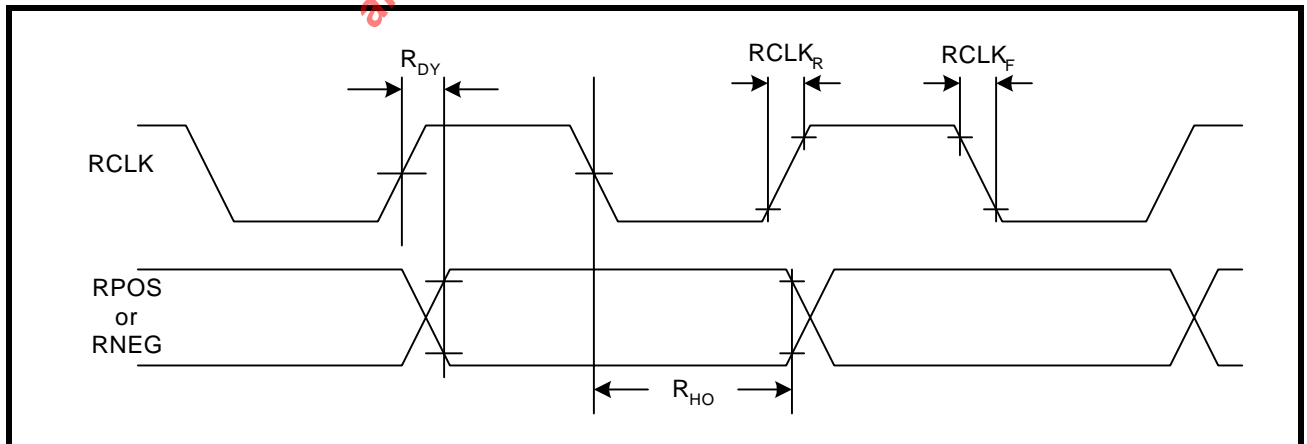 R_DY
RCLK_R
RCLK_F
RCLK
RPOS
or
RNEG
R_HO